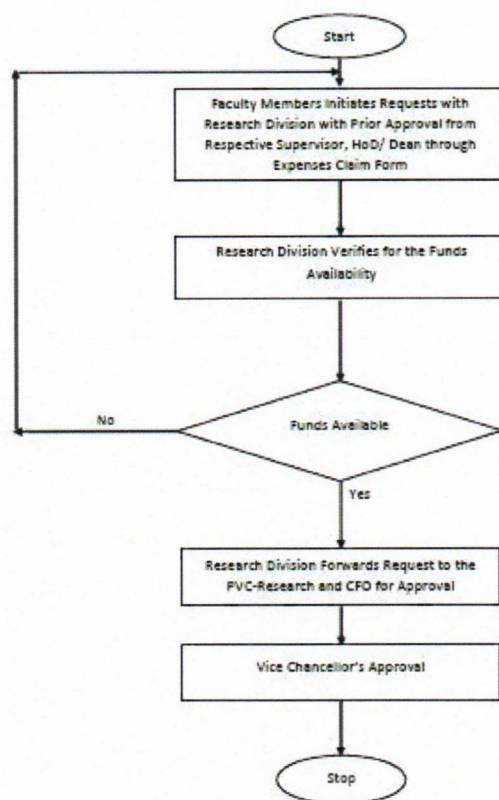 Start
Faculty Members Initiates Requests with
Research Division with Prior Approval from
Respective Supervisor, HoD/ Dean through
Expenses Claim Form
Research Division Verifies for the Funds
Availability
No
Funds Available
Yes
Research Division Forwards Request to the
PVC-Research and CFO for Approval
Vice Chancellor's Approval
Stop